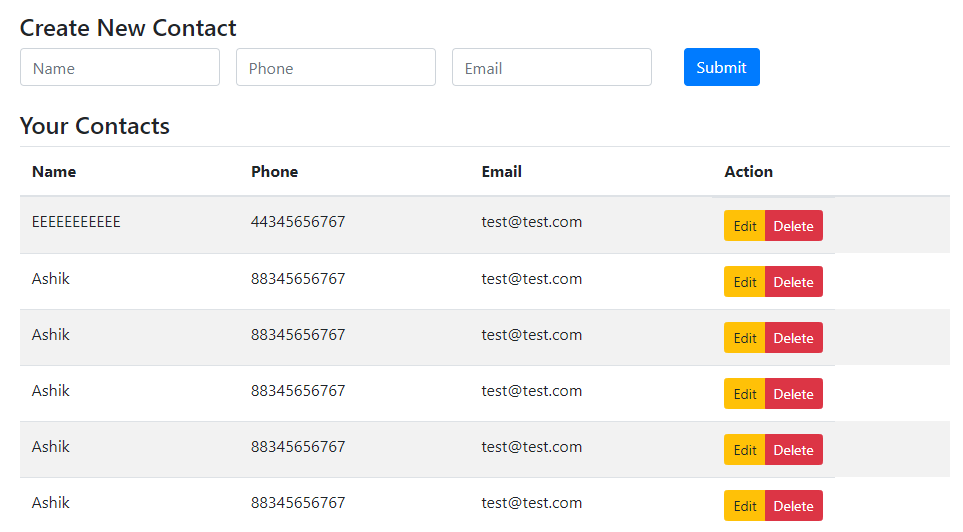 Create New Contact
Name Phone Email Submit
Your Contacts
Name Phone Email Action
EEEEEEEEEEE 44345656767 test@test.com Edit Delete
Ashik 88345656767 test@test.com Edit Delete
Ashik 88345656767 test@test.com Edit Delete
Ashik 88345656767 test@test.com Edit Delete
Ashik 88345656767 test@test.com Edit Delete
Ashik 88345656767 test@test.com Edit Delete